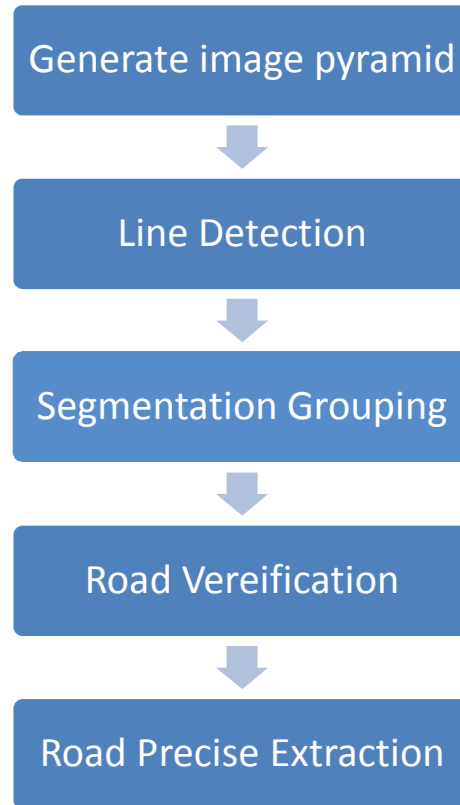 Generate image pyramid
Line Detection
Segmentation Grouping
Road Vereification
Road Precise Extraction